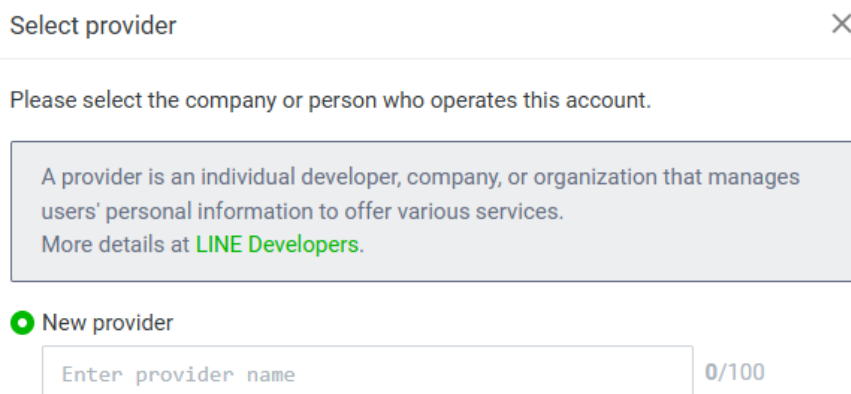 Select provider
Please select the company or person who operates this account.
A provider is an individual developer, company, or organization that manages
users' personal information to offer various services.
More details at LINE Developers.
New provider
Enter provider name
0/100